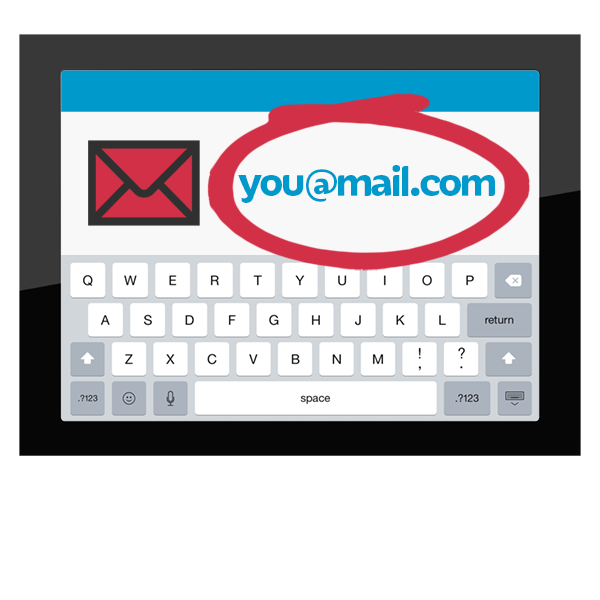 you@mail.com
Q W E R T Y U I O P
A S D F G H J K L return
Z X C V B N M ! , ? .
.?123 space .?123